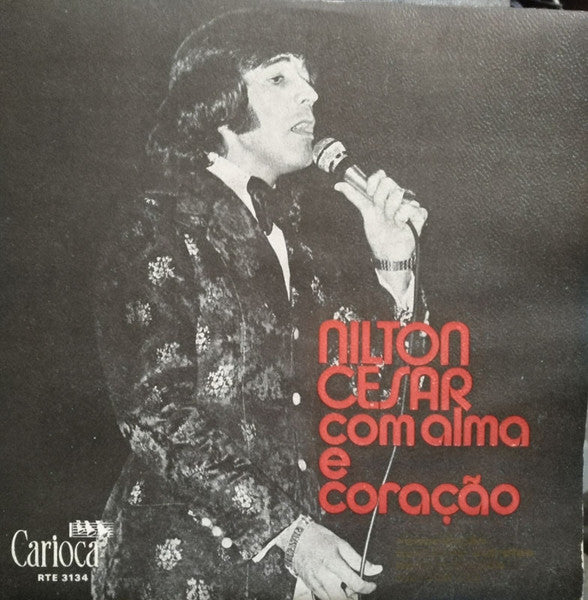 NILTON
CESAR
com alma
e
coração
Carioca
RTE 3134